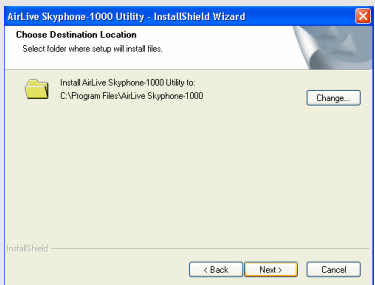 AirLive Skyphone-1000 Utility - InstallShield Wizard
Choose Destination Location
Select folder where setup will install files.
Install AirLive Skyphone-1000 Utility to:
C:\Program Files\AirLive Skyphone-1000
Change...
InstallShield
< Back
Next >
Cancel